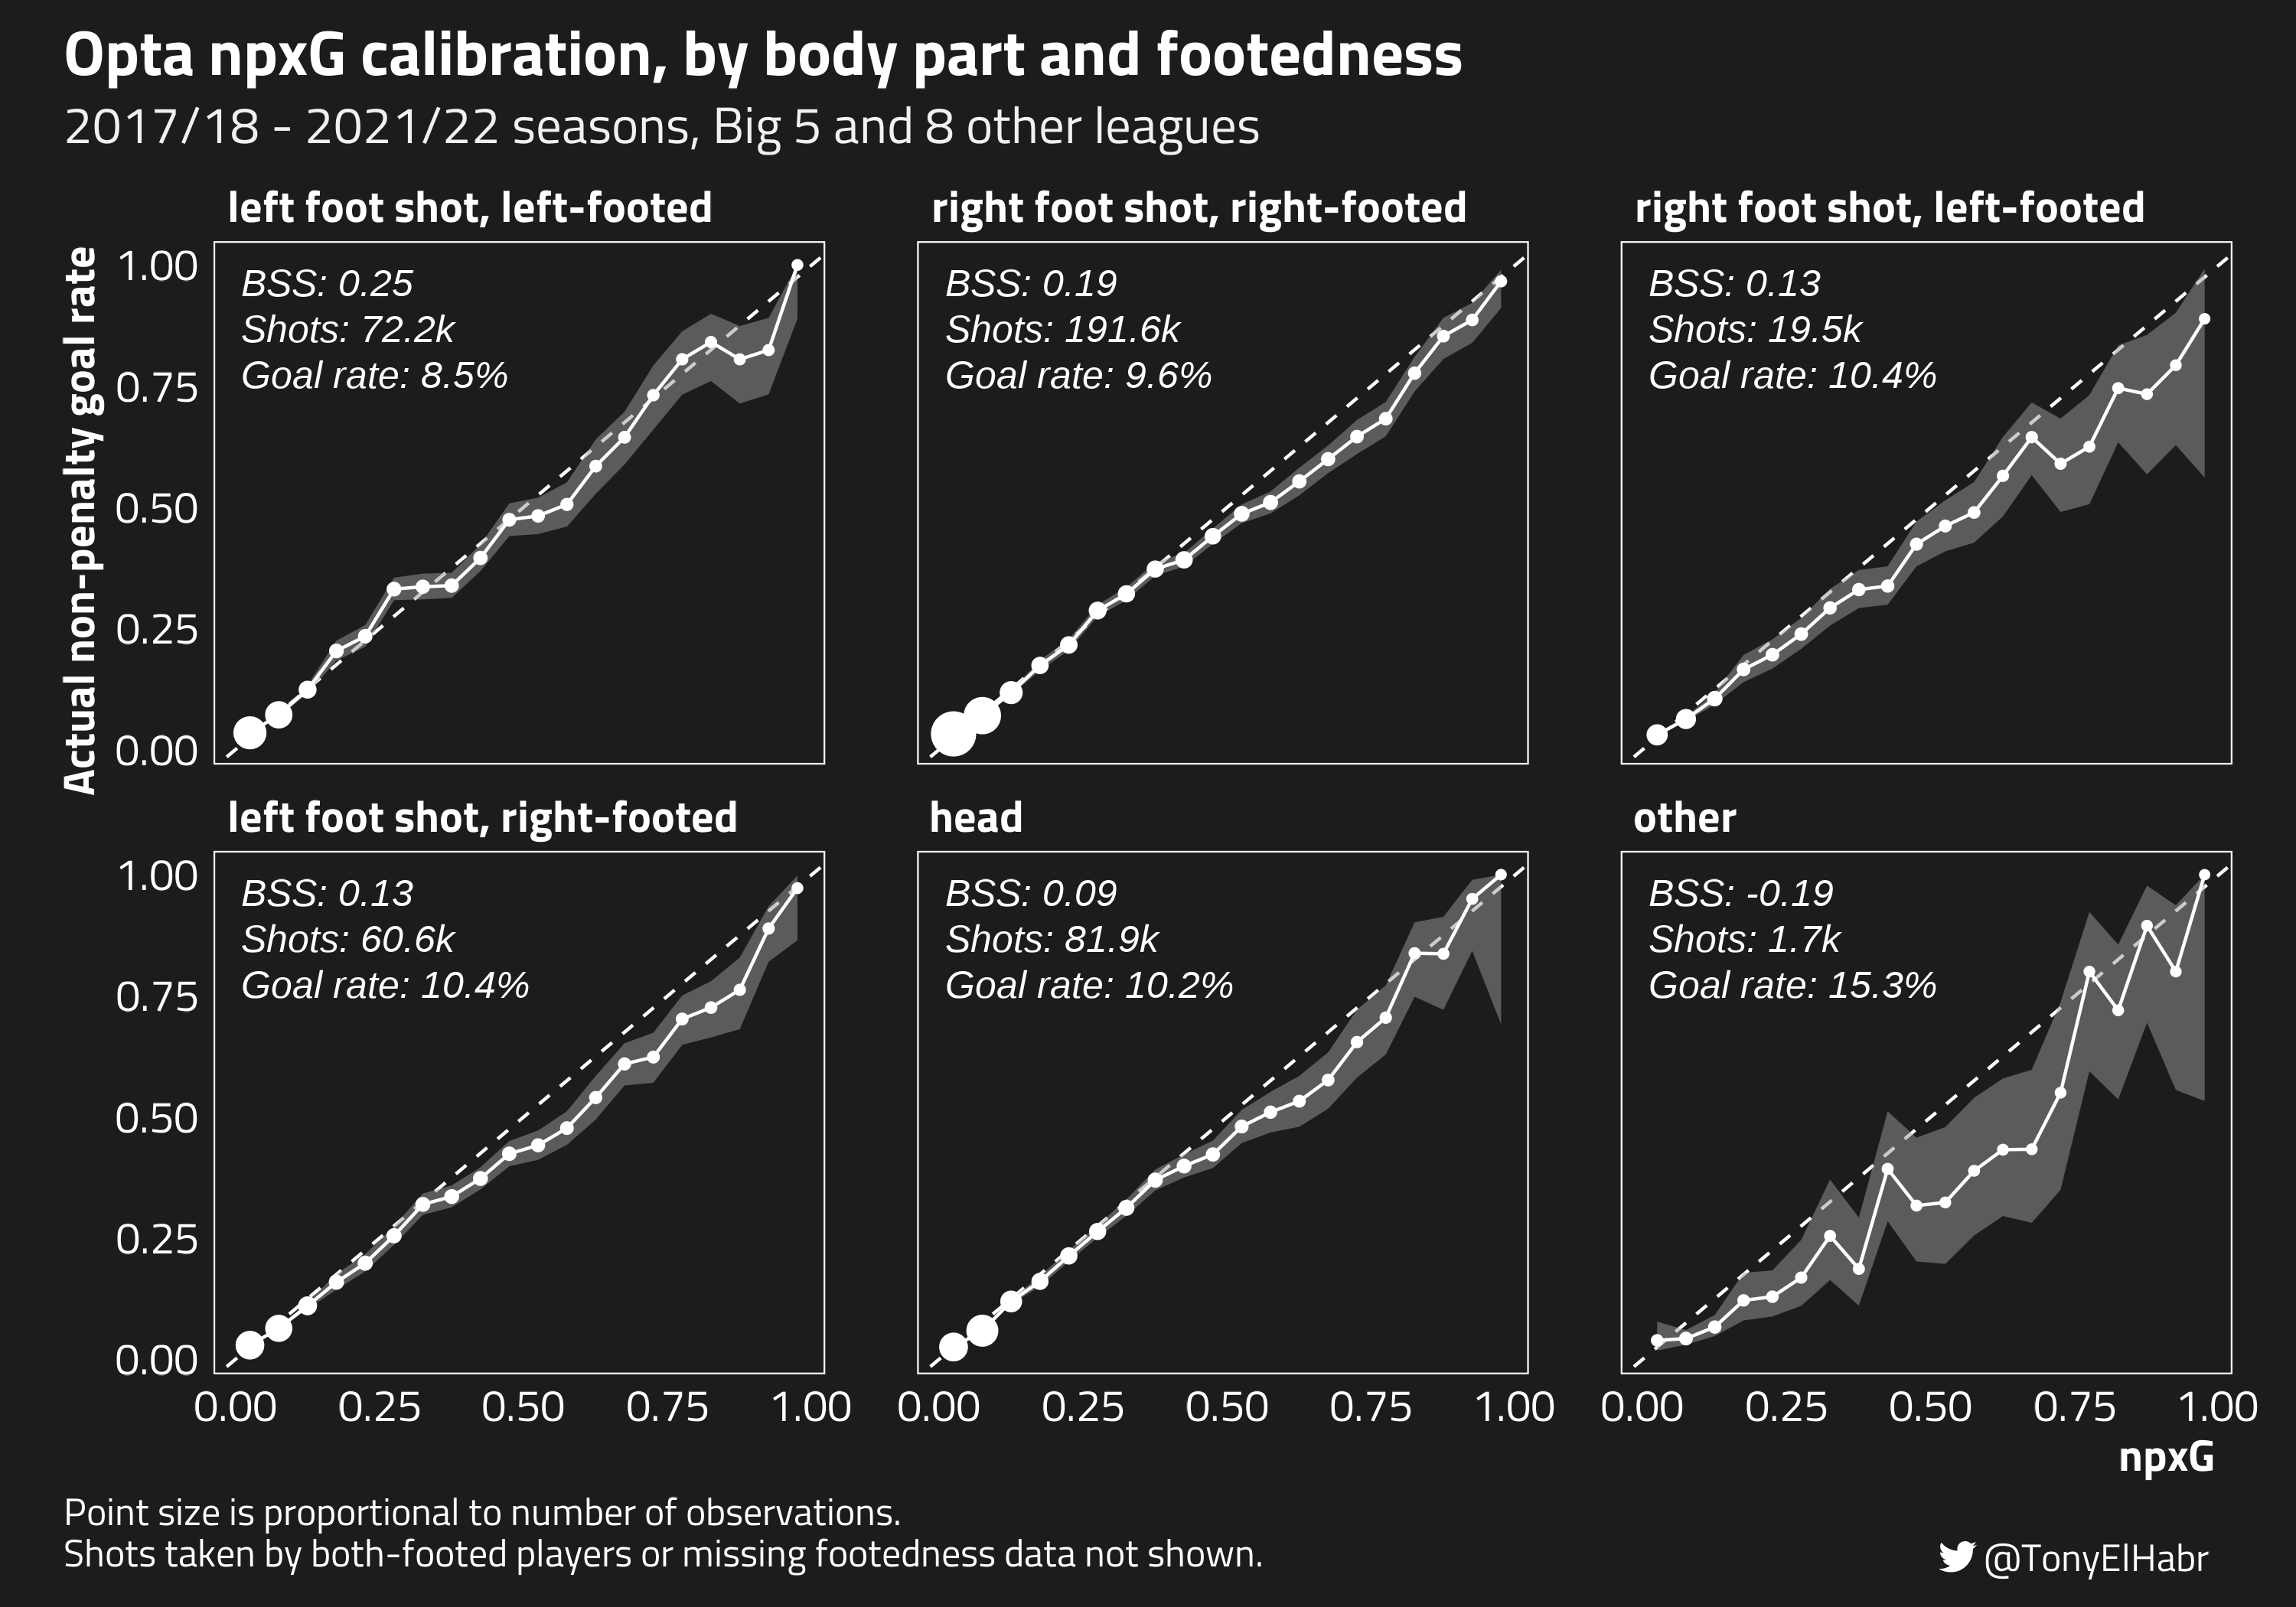 Opta npxG calibration, by body part and footedness
2017/18 - 2021/22 seasons, Big 5 and 8 other leagues
Actual non-penalty goal rate
left foot shot, left-footed
BSS: 0.25
Shots: 72.2k
Goal rate: 8.5%
1.00
0.75
0.50
0.25
0.00
right foot shot, right-footed
BSS: 0.19
Shots: 191.6k
Goal rate: 9.6%
right foot shot, left-footed
BSS: 0.13
Shots: 19.5k
Goal rate: 10.4%
left foot shot, right-footed
BSS: 0.13
Shots: 60.6k
Goal rate: 10.4%
1.00
0.75
0.50
0.25
0.00
0.00 0.25 0.50 0.75 1.00
head
BSS: 0.09
Shots: 81.9k
Goal rate: 10.2%
0.00 0.25 0.50 0.75 1.00
other
BSS: -0.19
Shots: 1.7k
Goal rate: 15.3%
0.00 0.25 0.50 0.75 1.00
npxG
Point size is proportional to number of observations.
Shots taken by both-footed players or missing footedness data not shown.
@TonyElHabr